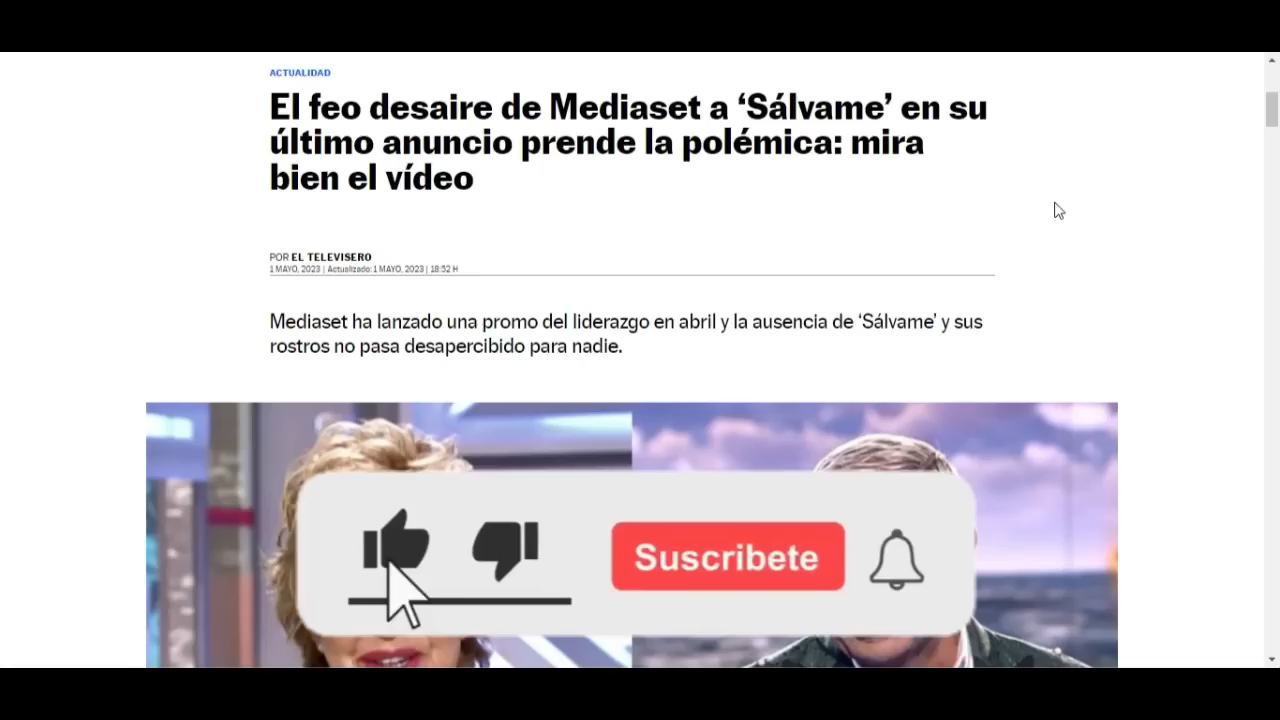 ACTUALIDAD
El feo desaire de Mediaset a ‘Sálvame’ en su
último anuncio prende la polémica: mira
bien el vídeo
POR EL TELEVISERO
1 MAYO, 2023 | Actualizado: 1 MAYO, 2023 | 18:52 H
Mediaset ha lanzado una promo del liderazgo en abril y la ausencia de ‘Sálvame’ y sus
rostros no pasa desapercibido para nadie.
Suscribete